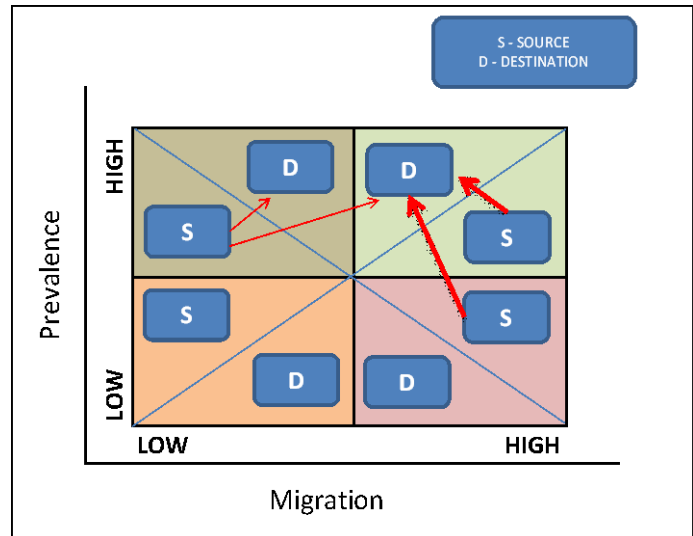 S - SOURCE
D - DESTINATION
HIGH
D
D
S
S
Prevalence
S
S
LOW
D
D
LOW
HIGH
Migration